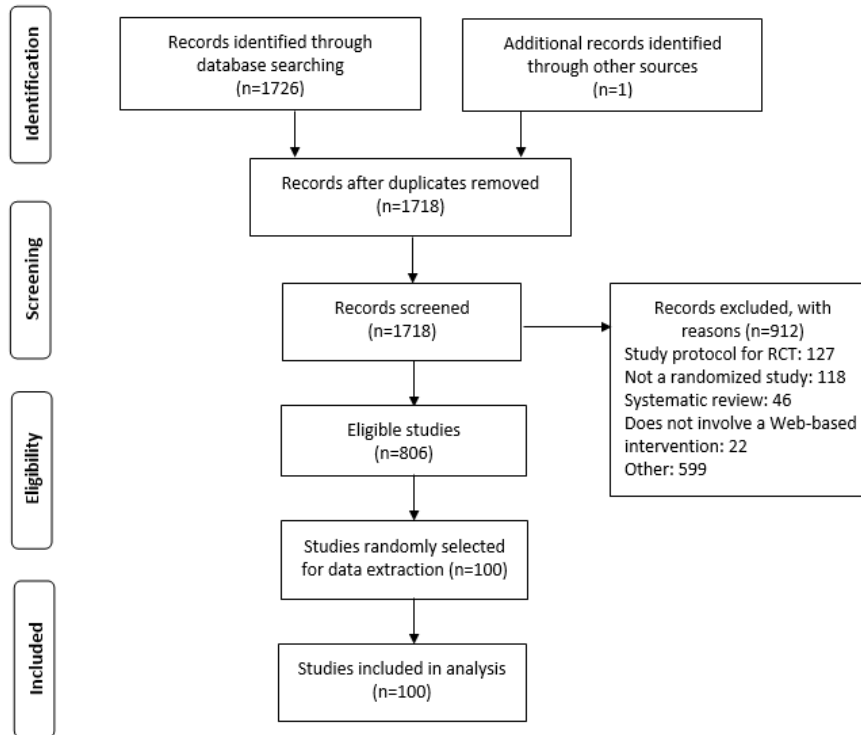 Identification
Records identified through
database searching
(n=1726)
Additional records identified
through other sources
(n=1)
Records after duplicates removed
(n=1718)
Screening
Records screened
(n=1718)
Records excluded, with
reasons (n=912)
Study protocol for RCT: 127
Not a randomized study: 118
Systematic review: 46
Does not involve a Web-based
intervention: 22
Other: 599
Eligibility
Eligible studies
(n=806)
Studies randomly selected
for data extraction (n=100)
Included
Studies included in analysis
(n=100)